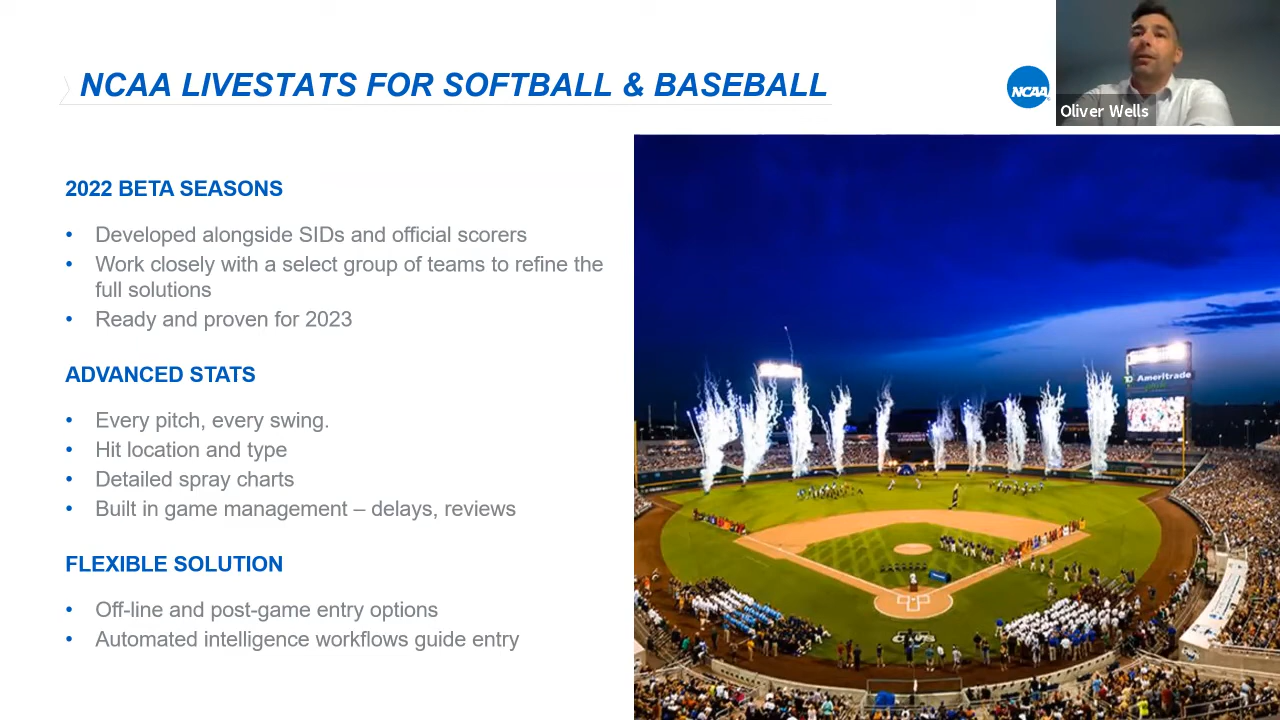 NCAA LIVESTATS FOR SOFTBALL & BASEBALL
NCAA
Oliver Wells
2022 BETA SEASONS
• Developed alongside SIDs and official scorers
• Work closely with a select group of teams to refine the
full solutions
• Ready and proven for 2023
ADVANCED STATS
• Every pitch, every swing.
• Hit location and type
• Detailed spray charts
• Built in game management – delays, reviews
FLEXIBLE SOLUTION
• Off-line and post-game entry options
• Automated intelligence workflows guide entry
Ameritrade